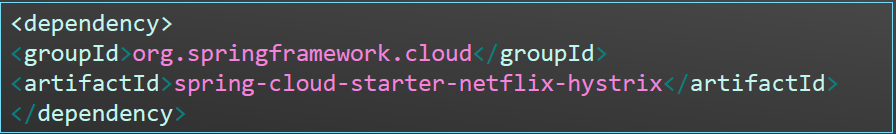 <dependency>
<groupId>org.springframework.cloud</groupId>
<artifactId>spring-cloud-starter-netflix-hystrix</artifactId>
</dependency>